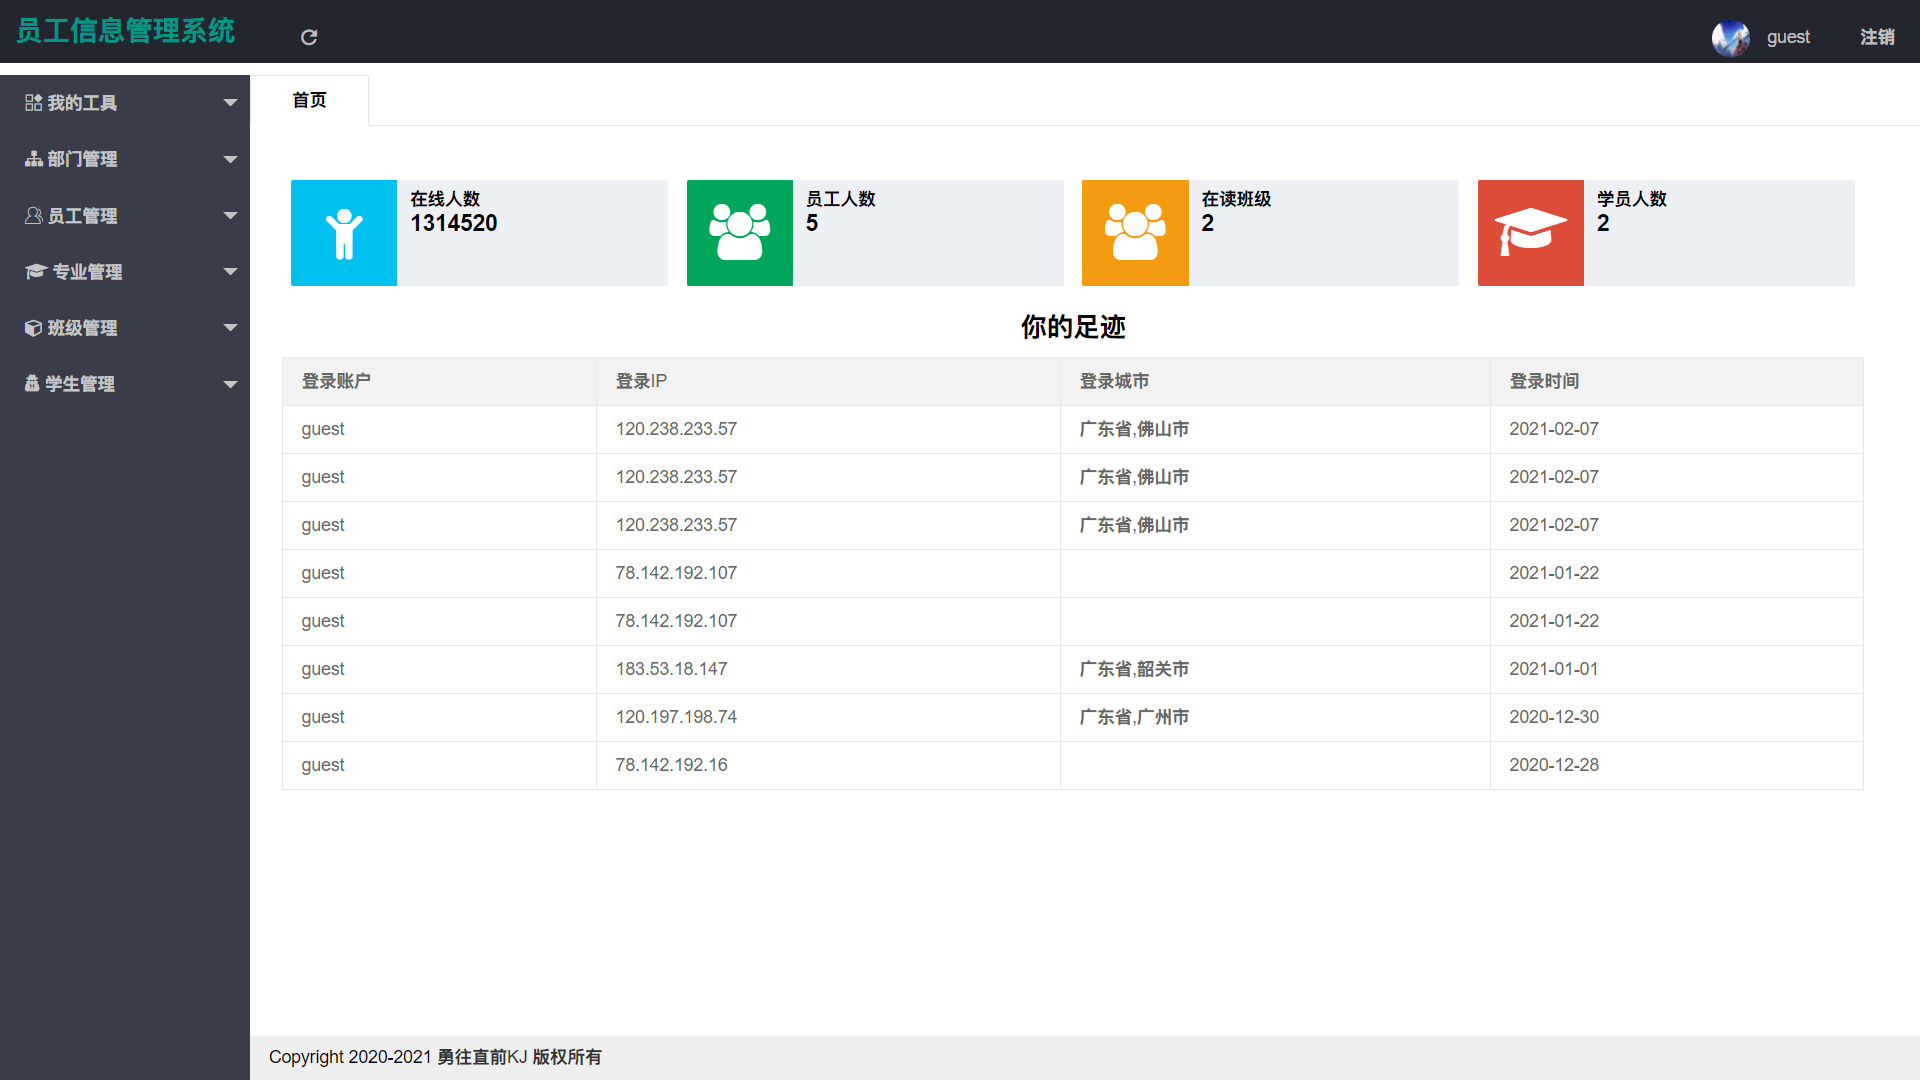 员工信息管理系统
guest 注销
我的工具
部门管理
员工管理
专业管理
班级管理
学生管理
首页
在线人数
1314520
员工人数
5
在读班级
2
学员人数
2
你的足迹
登录账户 登录IP 登录城市 登录时间
guest 120.238.233.57 广东省,佛山市 2021-02-07
guest 120.238.233.57 广东省,佛山市 2021-02-07
guest 120.238.233.57 广东省,佛山市 2021-02-07
guest 78.142.192.107 2021-01-22
guest 78.142.192.107 2021-01-22
guest 183.53.18.147 广东省,韶关市 2021-01-01
guest 120.197.198.74 广东省,广州市 2020-12-30
guest 78.142.192.16 2020-12-28
Copyright 2020-2021 勇往直前KJ 版权所有